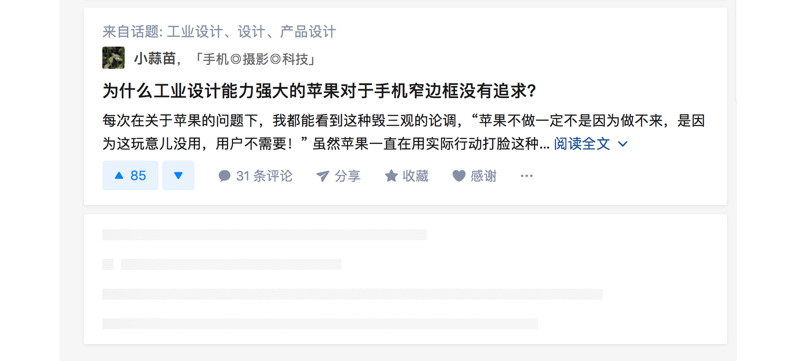 来自话题: 工业设计、设计、产品设计
小蒜苗，「手机◎摄影◎科技」
为什么工业设计能力强大的苹果对于手机窄边框没有追求？
每次在关于苹果的问题下，我都能看到这种毁三观的论调，“苹果不做一定不是因为做不来，是因
为这玩意儿没用，用户不需要！” 虽然苹果一直在用实际行动打脸这种... 阅读全文
85 31 条评论 分享 收藏 感谢 ···